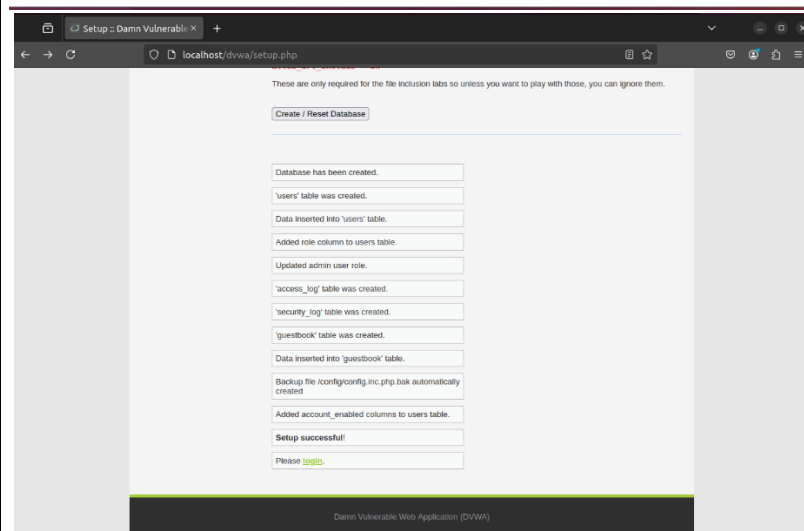 Setup :: Damn Vulnerable
localhost/dvwa/setup.php
These are only required for the file inclusion labs so unless you want to play with those, you can ignore them.
Create / Reset Database
Database has been created.
'users' table was created.
Data inserted into 'users' table.
Added role column to users table.
Updated admin user role.
'access_log' table was created.
'security_log' table was created.
'guestbook' table was created.
Data inserted into 'guestbook' table.
Backup file /config/config.inc.php.bak automatically
created
Added account_enabled columns to users table.
Setup successful!
Please login.
Damn Vulnerable Web Application (DVWA)